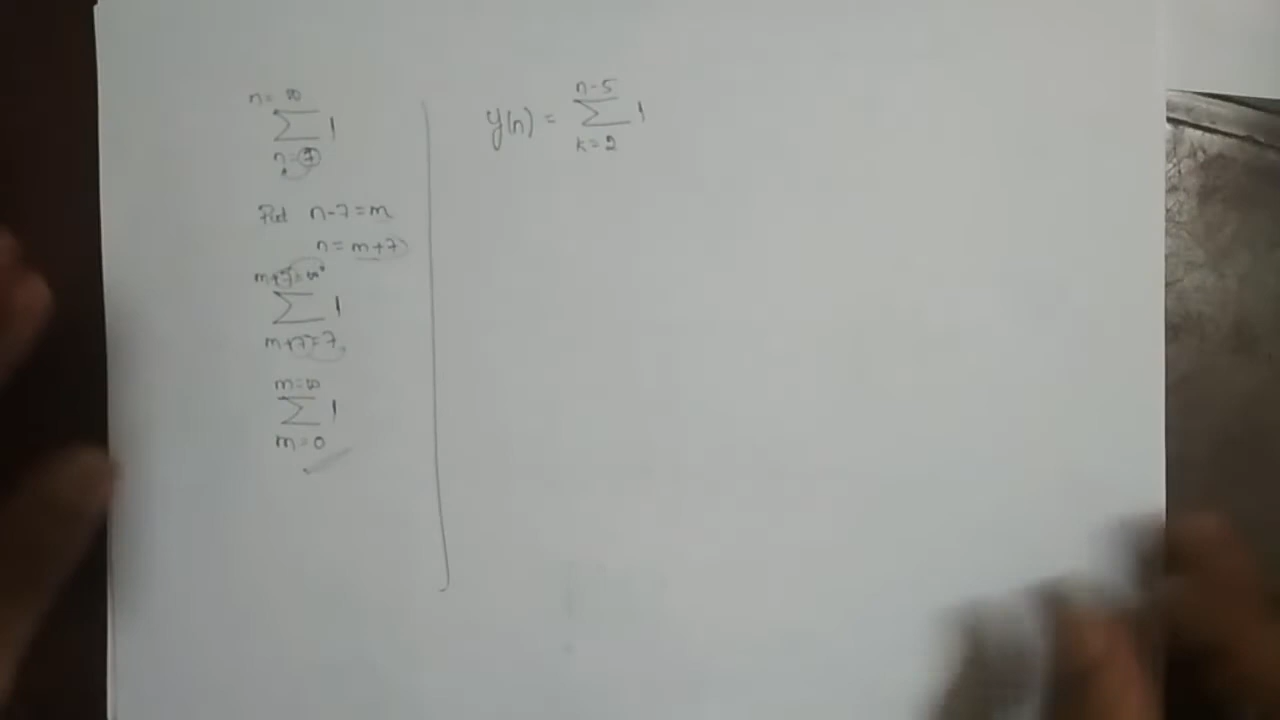 n=∞
∑ 1
n=7
Put n-7=m
n=m+7
m+7=∞
∑ 1
m+7=7
m=∞
∑ 1
m=0
n-5
y(n) = ∑ 1
k=2